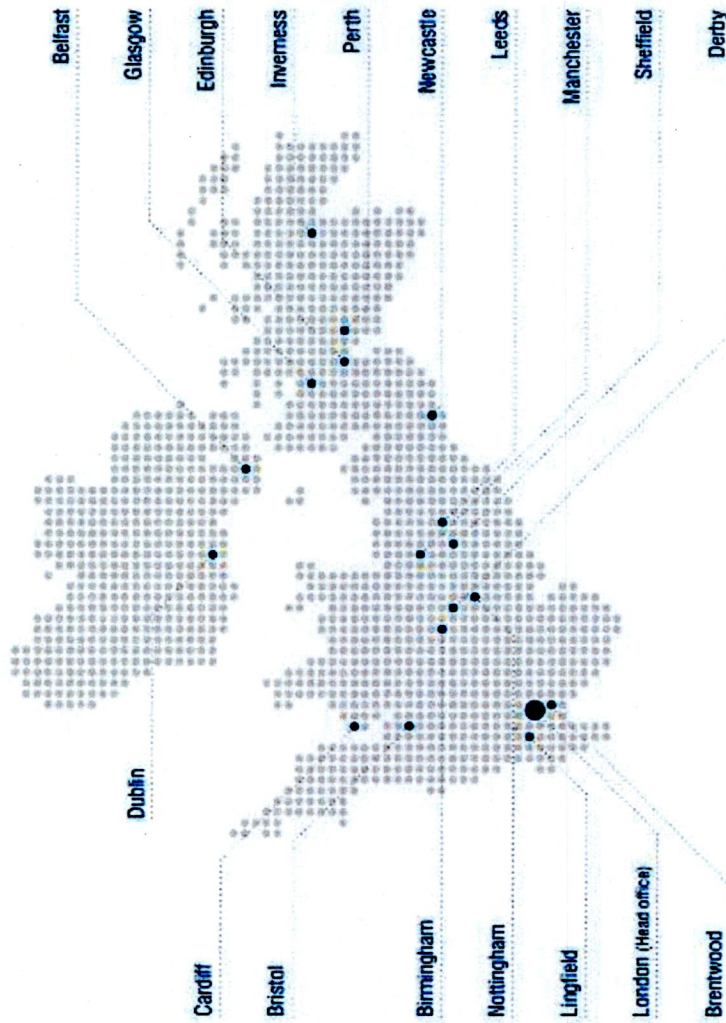 Belfast
Glasgow
Edinburgh
Inverness
Perth
Newcastle
Leeds
Manchester
Sheffield
Derby
Dublin
Cardiff
Bristol
Birmingham
Nottingham
Lingfield
London (Head office)
Brentwood